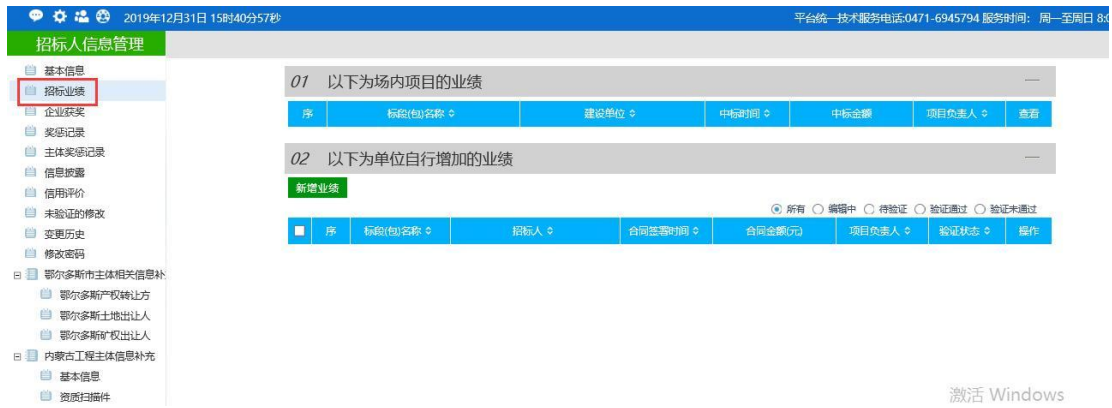 2019年12月31日 15时40分57秒
平台统一技术服务电话:0471-6945794 服务时间: 周一至周日 8:0
招标人信息管理
基本信息
招标业绩
企业获奖
奖惩记录
主体奖惩记录
信息披露
信用评价
未验证的修改
变更历史
修改密码
鄂尔多斯市主体相关信息补
鄂尔多斯产权转让方
鄂尔多斯土地出让人
鄂尔多斯矿权出让人
内蒙古工程主体信息补充
基本信息
资质扫描件
01 以下为场内项目的业绩
序 标段(包)名称 建设单位 中标时间 中标金额 项目负责人 查看
02 以下为单位自行增加的业绩
新增业绩
所有 编辑中 待验证 验证通过 验证未通过
序 标段(包)名称 招标人 合同签署时间 合同金额(元) 项目负责人 验证状态 操作
激活 Windows